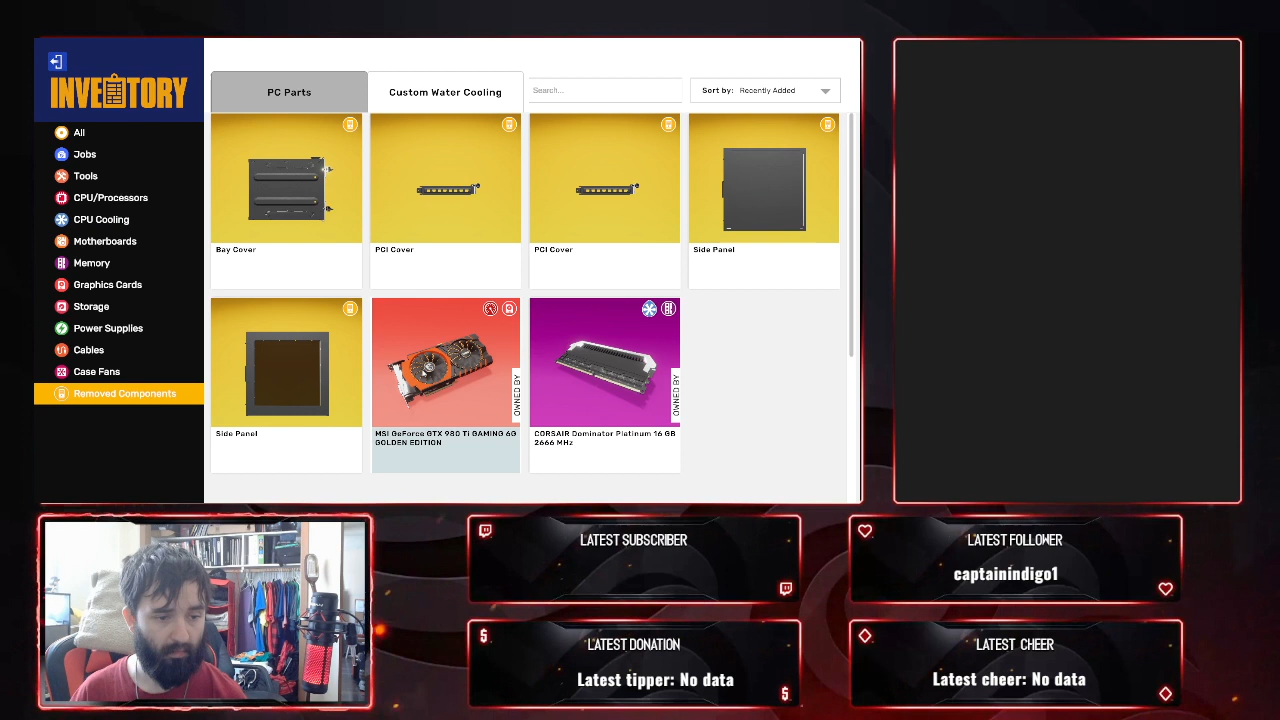 INVENTORY
All
Jobs
Tools
CPU/Processors
CPU Cooling
Motherboards
Memory
Graphics Cards
Storage
Power Supplies
Cables
Case Fans
Removed Components
PC Parts
Custom Water Cooling
Search...
Sort by: Recently Added
Bay Cover
PCI Cover
PCI Cover
Side Panel
Side Panel
OWNED BY
MSI GeForce GTX 980 Ti GAMING 6G
GOLDEN EDITION
OWNED BY
CORSAIR Dominator Platinum 16 GB
2666 MHz
LATEST SUBSCRIBER
LATEST FOLLOWER
captainindigo1
LATEST DONATION
Latest tipper: No data
LATEST CHEER
Latest cheer: No data